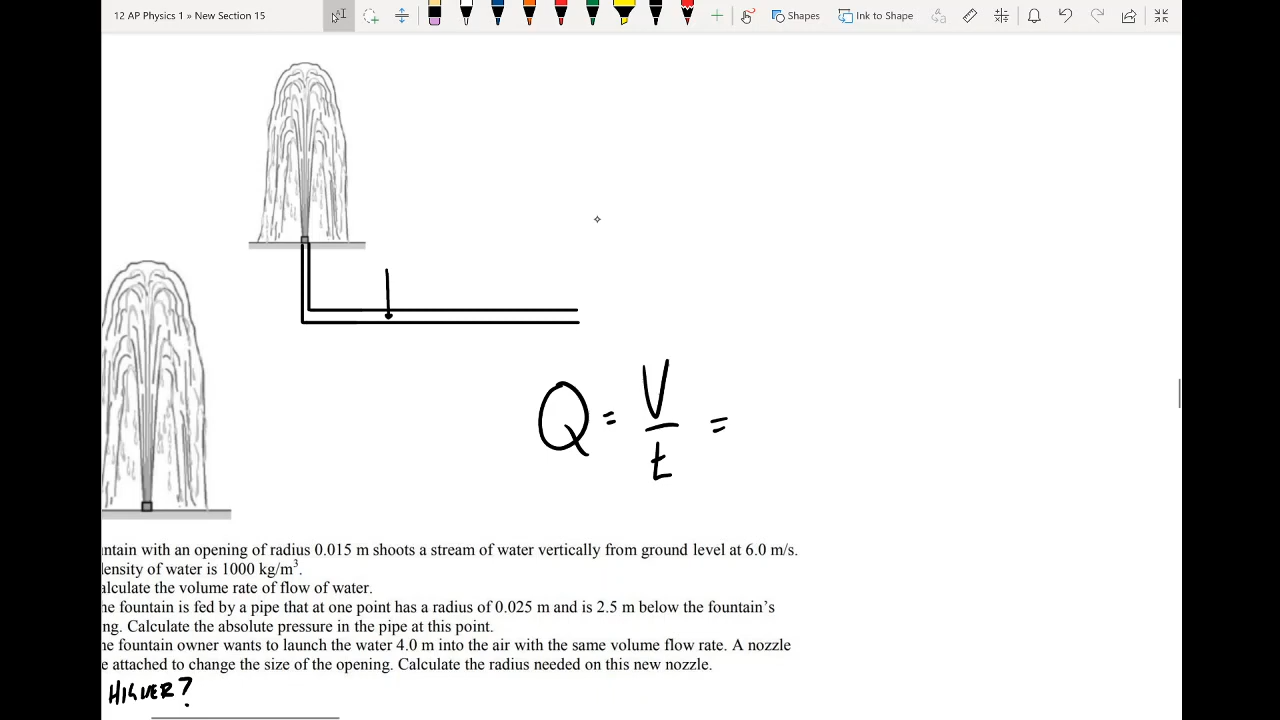 12 AP Physics 1 » New Section 15
Shapes
Ink to Shape
Q = V/t =
ntain with an opening of radius 0.015 m shoots a stream of water vertically from ground level at 6.0 m/s.
ensity of water is 1000 kg/m³.
alculate the volume rate of flow of water.
he fountain is fed by a pipe that at one point has a radius of 0.025 m and is 2.5 m below the fountain's
ng. Calculate the absolute pressure in the pipe at this point.
he fountain owner wants to launch the water 4.0 m into the air with the same volume flow rate. A nozzle
e attached to change the size of the opening. Calculate the radius needed on this new nozzle.
HIGHER?